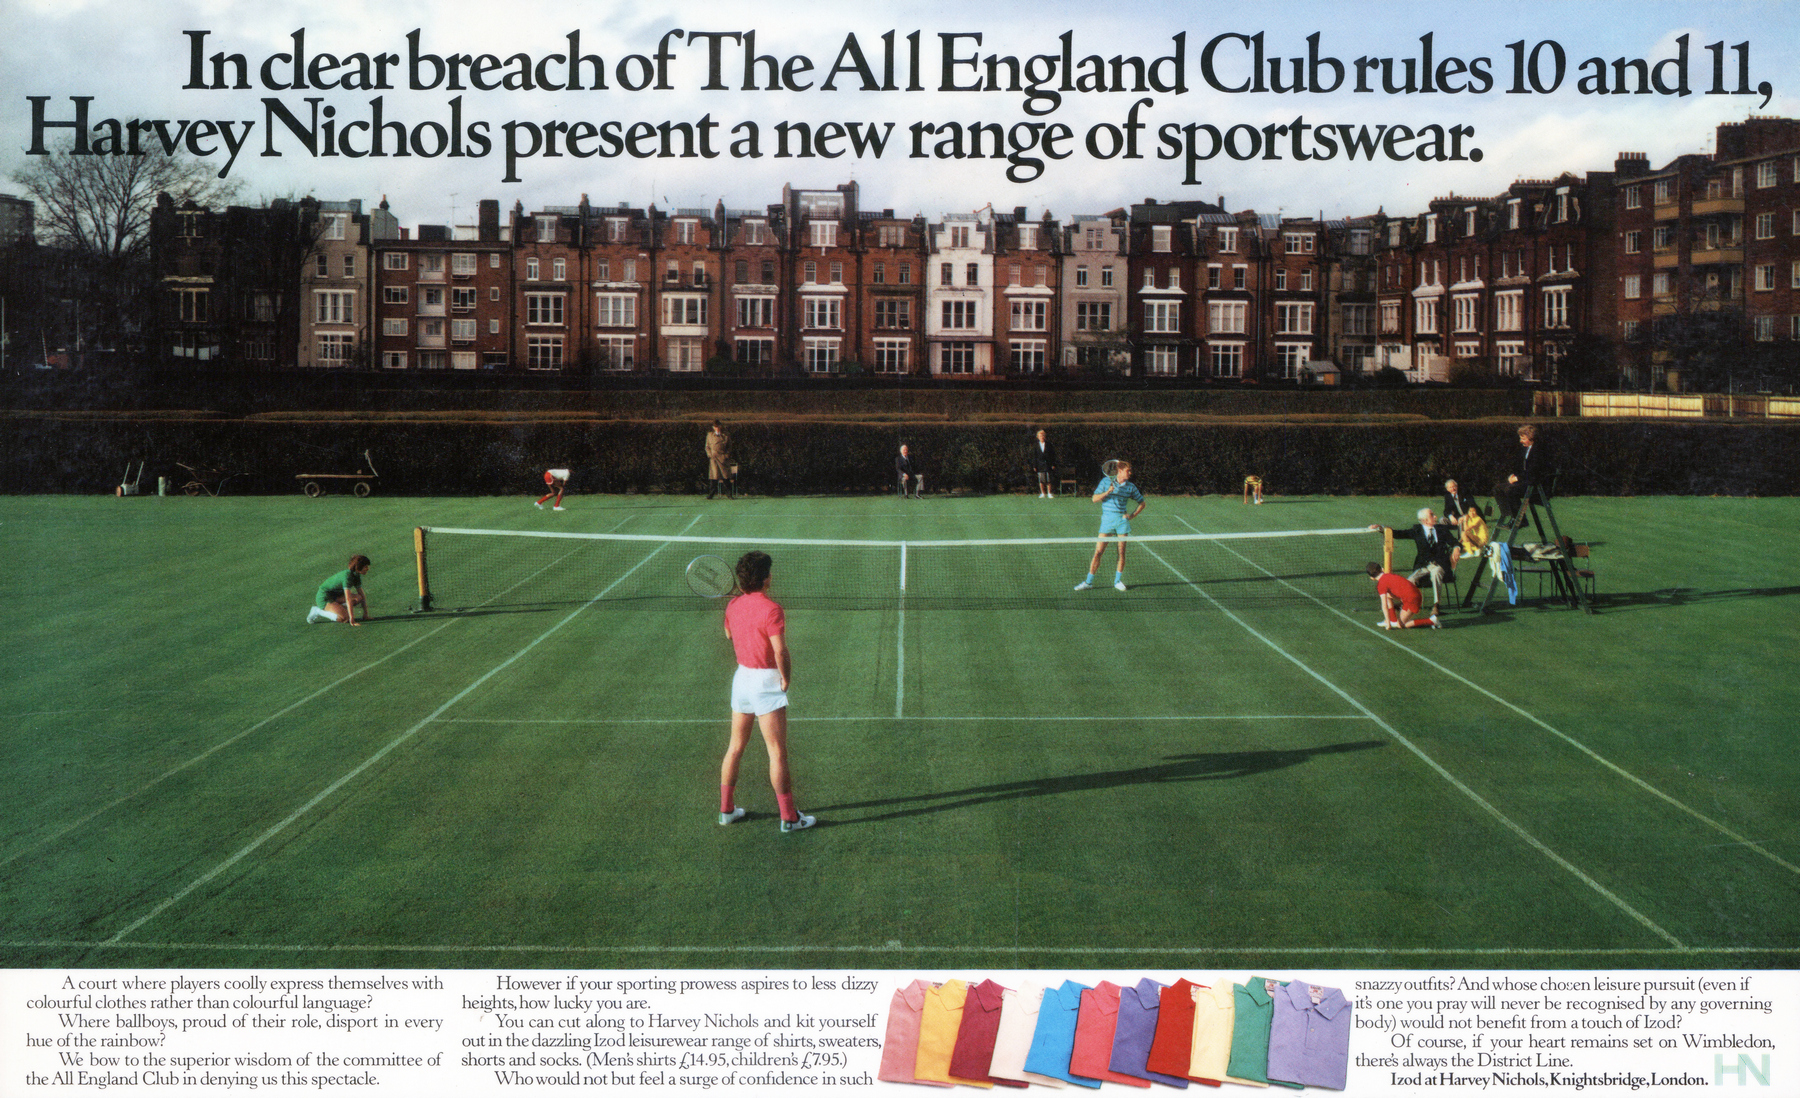 In clear breach of The All England Club rules 10 and 11,
Harvey Nichols present a new range of sportswear.
A court where players coolly express themselves with
colourful clothes rather than colourful language?
Where ballboys, proud of their role, disport in every
hue of the rainbow?
We bow to the superior wisdom of the committee of
the All England Club in denying us this spectacle.
However if your sporting prowess aspires to less dizzy
heights, how lucky you are.
You can cut along to Harvey Nichols and kit yourself
out in the dazzling Izod leisurewear range of shirts, sweaters,
shorts and socks. (Men's shirts £14.95, children's £7.95.)
Who would not but feel a surge of confidence in such
snazzy outfits? And whose chosen leisure pursuit (even if
it's one you pray will never be recognised by any governing
body) would not benefit from a touch of Izod?
Of course, if your heart remains set on Wimbledon,
there's always the District Line.
Izod at Harvey Nichols, Knightsbridge, London.
HN